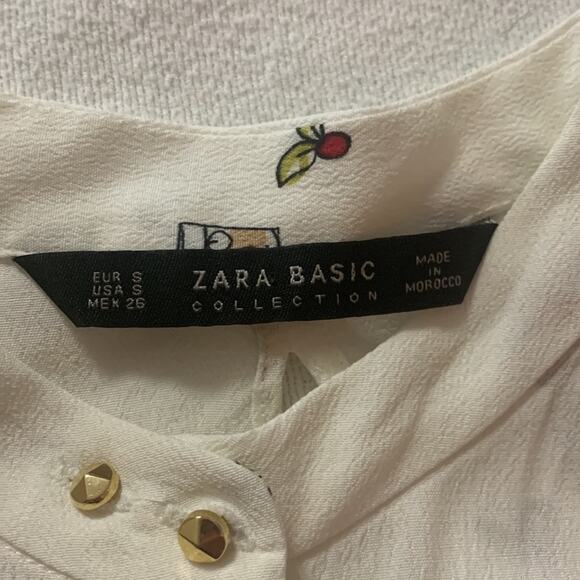 EUR S
USA S
MEX 26
ZARA BASIC
COLLECTION
MADE
IN
MOROCCO